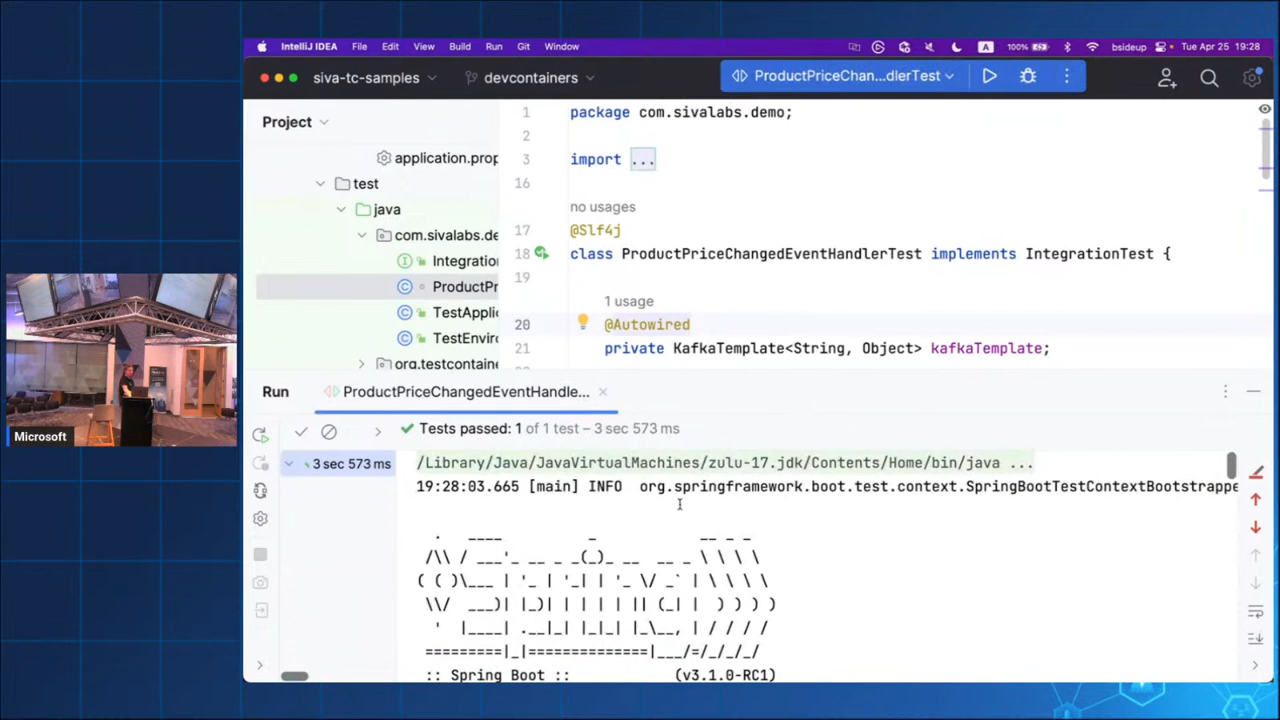 IntelliJ IDEA File Edit View Build Run Git Window A 100% bsideup Tue Apr 25 19:28
siva-tc-samples devcontainers ProductPriceChan...dlerTest
Project
application.prop
test
java
com.sivalabs.de
Integration
ProductPr
TestApplic
TestEnviro
org.testcontaine
1 package com.sivalabs.demo;
2
3 import ...
16
no usages
17 @Slf4j
18 class ProductPriceChangedEventHandlerTest implements IntegrationTest {
19
1 usage
20 @Autowired
21 private KafkaTemplate<String, Object> kafkaTemplate;
Run ProductPriceChangedEventHandle...
Tests passed: 1 of 1 test – 3 sec 573 ms
3 sec 573 ms
/Library/Java/JavaVirtualMachines/zulu-17.jdk/Contents/Home/bin/java ...
19:28:03.665 [main] INFO org.springframework.boot.test.context.SpringBootTestContextBootstrappe
:: Spring Boot :: (v3.1.0-RC1)
Microsoft